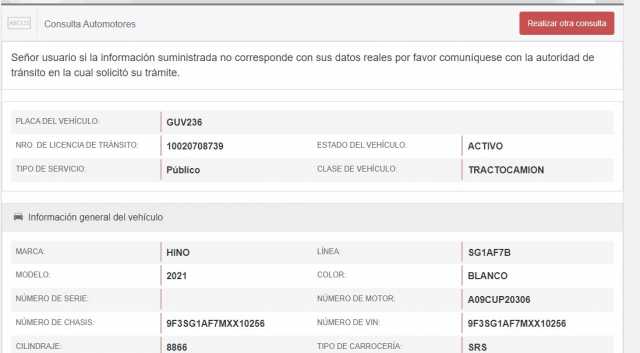 ABC123
Consulta Automotores
Realizar otra consulta
Señor usuario si la información suministrada no corresponde con sus datos reales por favor comuníquese con la autoridad de
tránsito en la cual solicitó su trámite.
PLACA DEL VEHÍCULO: GUV236
NRO. DE LICENCIA DE TRÁNSITO: 10020708739 ESTADO DEL VEHÍCULO: ACTIVO
TIPO DE SERVICIO: Público CLASE DE VEHÍCULO: TRACTOCAMION
Información general del vehículo
MARCA: HINO LÍNEA: SG1AF7B
MODELO: 2021 COLOR: BLANCO
NÚMERO DE SERIE: NÚMERO DE MOTOR: A09CUP20306
NÚMERO DE CHASIS: 9F3SG1AF7MXX10256 NÚMERO DE VIN: 9F3SG1AF7MXX10256
CILINDRAJE: 8866 TIPO DE CARROCERÍA: SRS